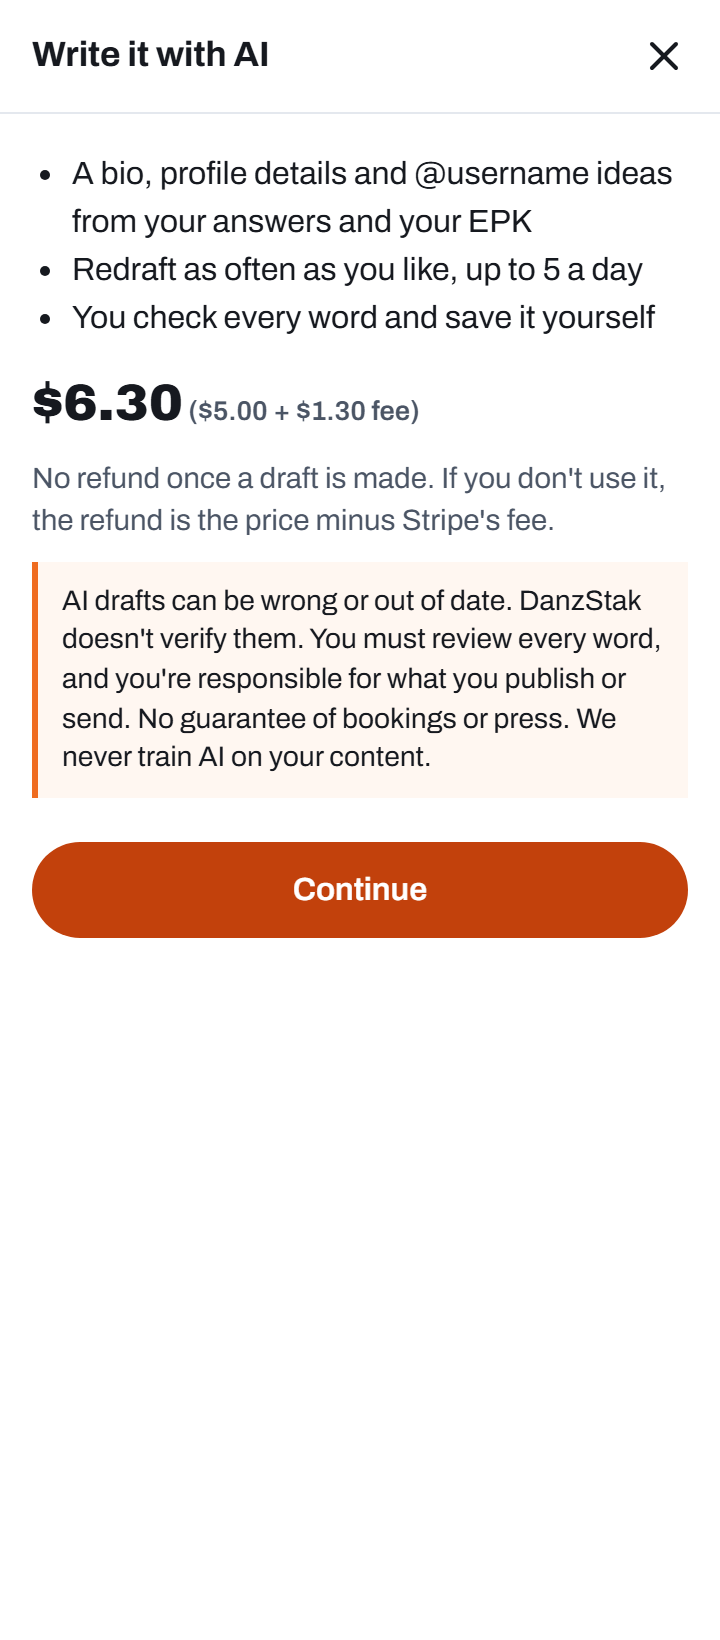 Write it with AI
A bio, profile details and @username ideas
from your answers and your EPK
Redraft as often as you like, up to 5 a day
You check every word and save it yourself
$6.30 ($5.00 + $1.30 fee)
No refund once a draft is made. If you don't use it,
the refund is the price minus Stripe's fee.
AI drafts can be wrong or out of date. DanzStak
doesn't verify them. You must review every word,
and you're responsible for what you publish or
send. No guarantee of bookings or press. We
never train AI on your content.
Continue